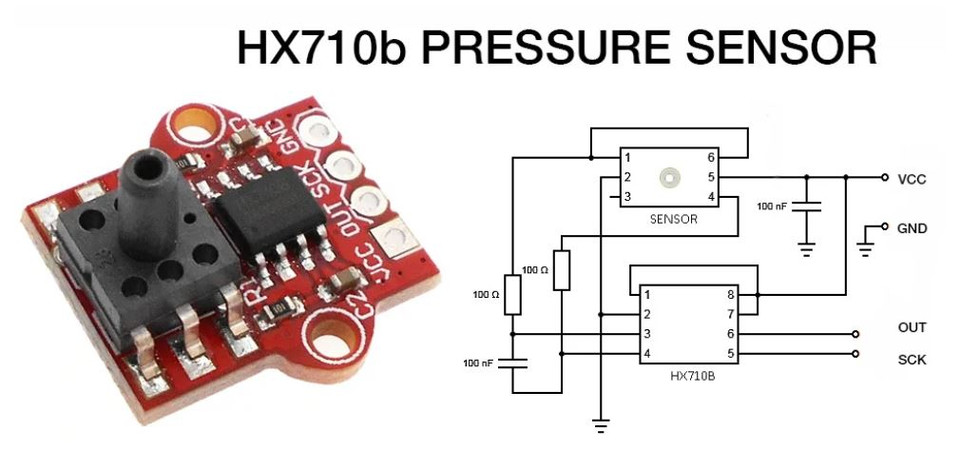 HX710b PRESSURE SENSOR
GND
SCK
OUT
VCC
R1
C2
1
2
3
6
5
4
SENSOR
100 nF
VCC
GND
100 Ω
100 Ω
1
2
3
4
8
7
6
5
HX710B
100 nF
OUT
SCK